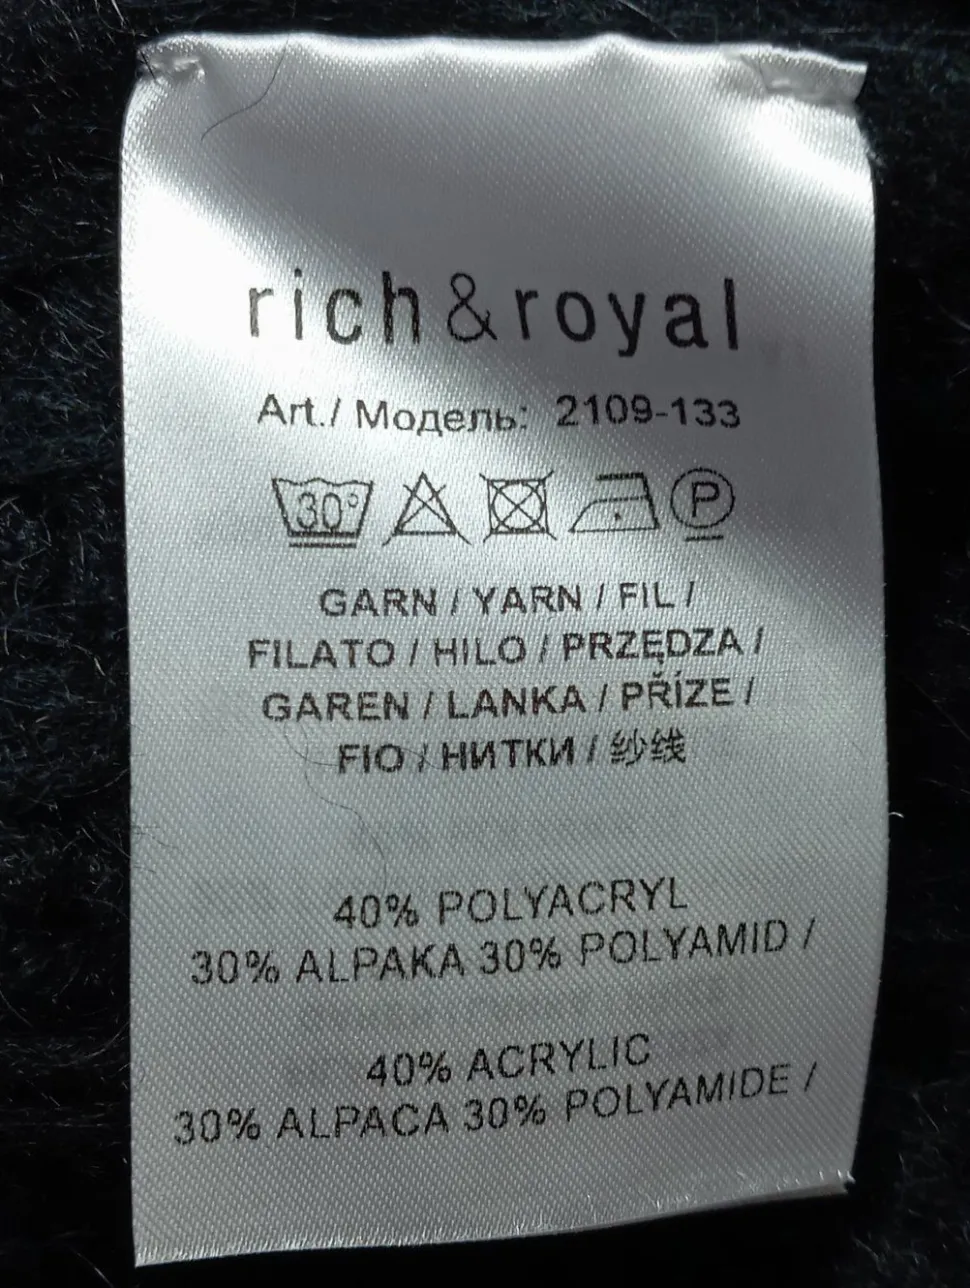 rich&royal
Art./ Модель: 2109-133
30°
P
GARN / YARN / FIL /
FILATO / HILO / PRZĘDZA /
GAREN / LANKA / PŘÍZE /
FIO / НИТКИ / 纱线
40% POLYACRYL
30% ALPAKA 30% POLYAMID /
40% ACRYLIC
30% ALPACA 30% POLYAMIDE /